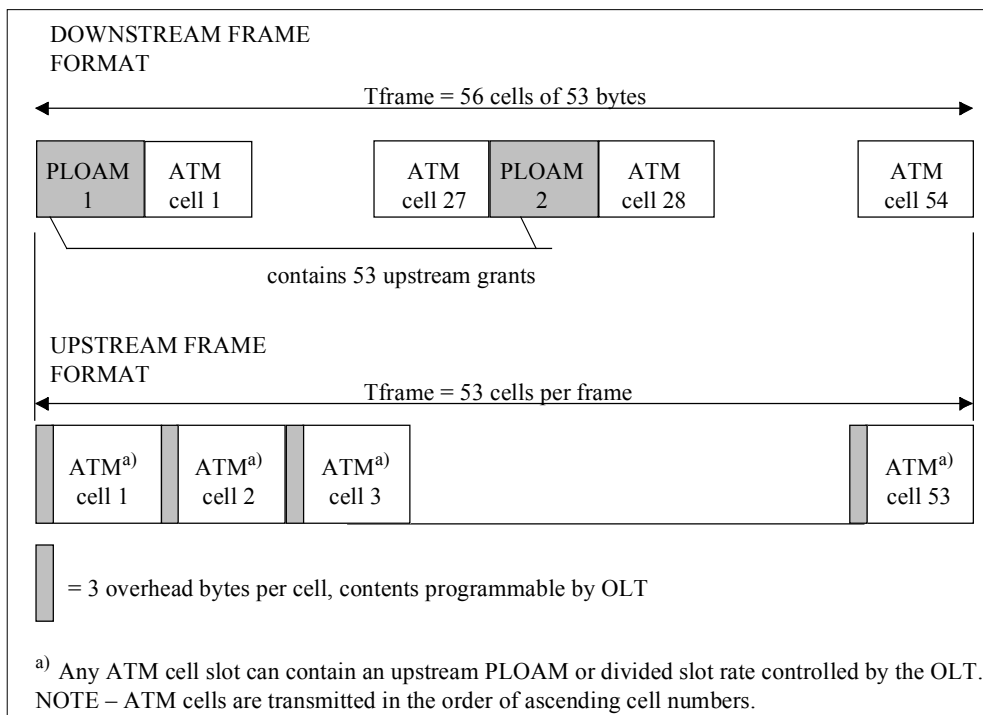 DOWNSTREAM FRAME
FORMAT
Tframe = 56 cells of 53 bytes
PLOAM
1
ATM
cell 1
ATM
cell 27
PLOAM
2
ATM
cell 28
ATM
cell 54
contains 53 upstream grants
UPSTREAM FRAME
FORMAT
Tframe = 53 cells per frame
ATMa)
cell 1
ATMa)
cell 2
ATMa)
cell 3
ATMa)
cell 53
= 3 overhead bytes per cell, contents programmable by OLT
a) Any ATM cell slot can contain an upstream PLOAM or divided slot rate controlled by the OLT.
NOTE – ATM cells are transmitted in the order of ascending cell numbers.